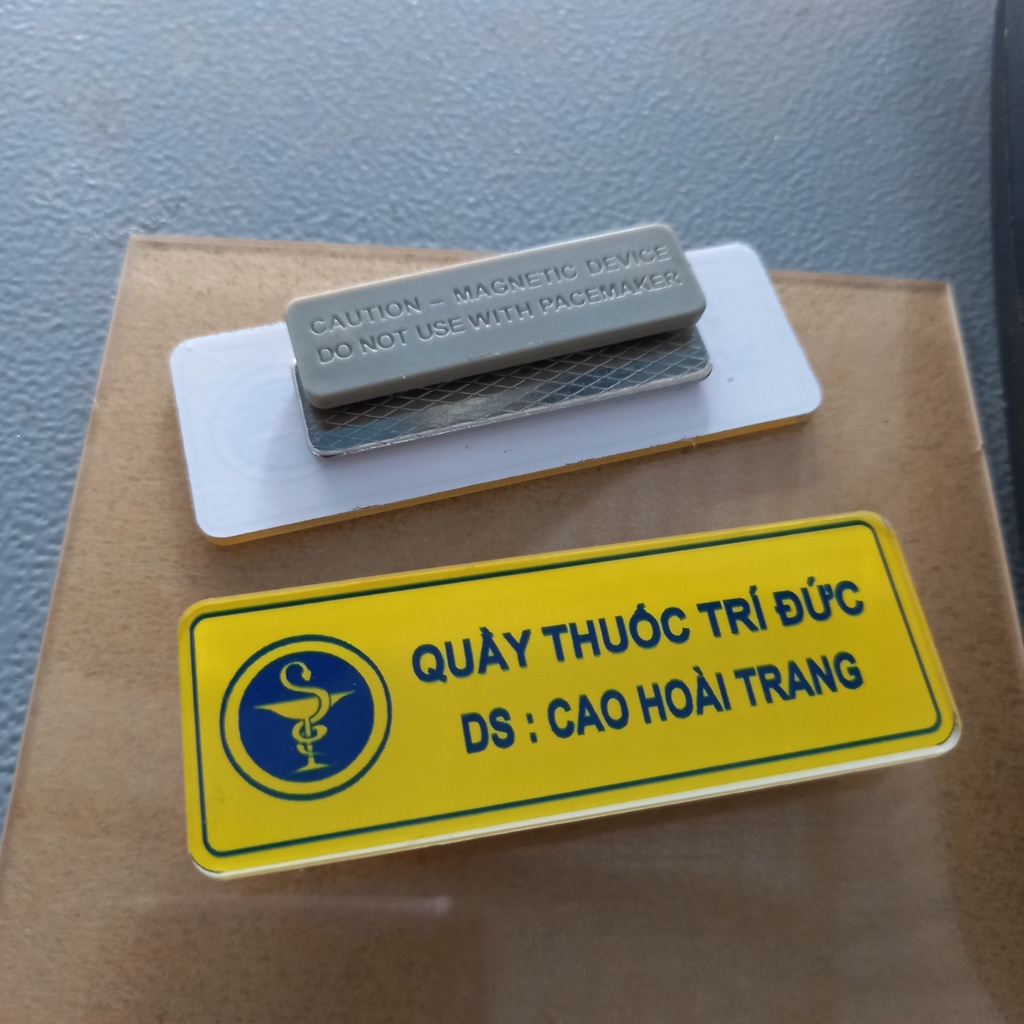 CAUTION – MAGNETIC DEVICE
DO NOT USE WITH PACEMAKER
QUẦY THUỐC TRÍ ĐỨC
DS : CAO HOÀI TRANG